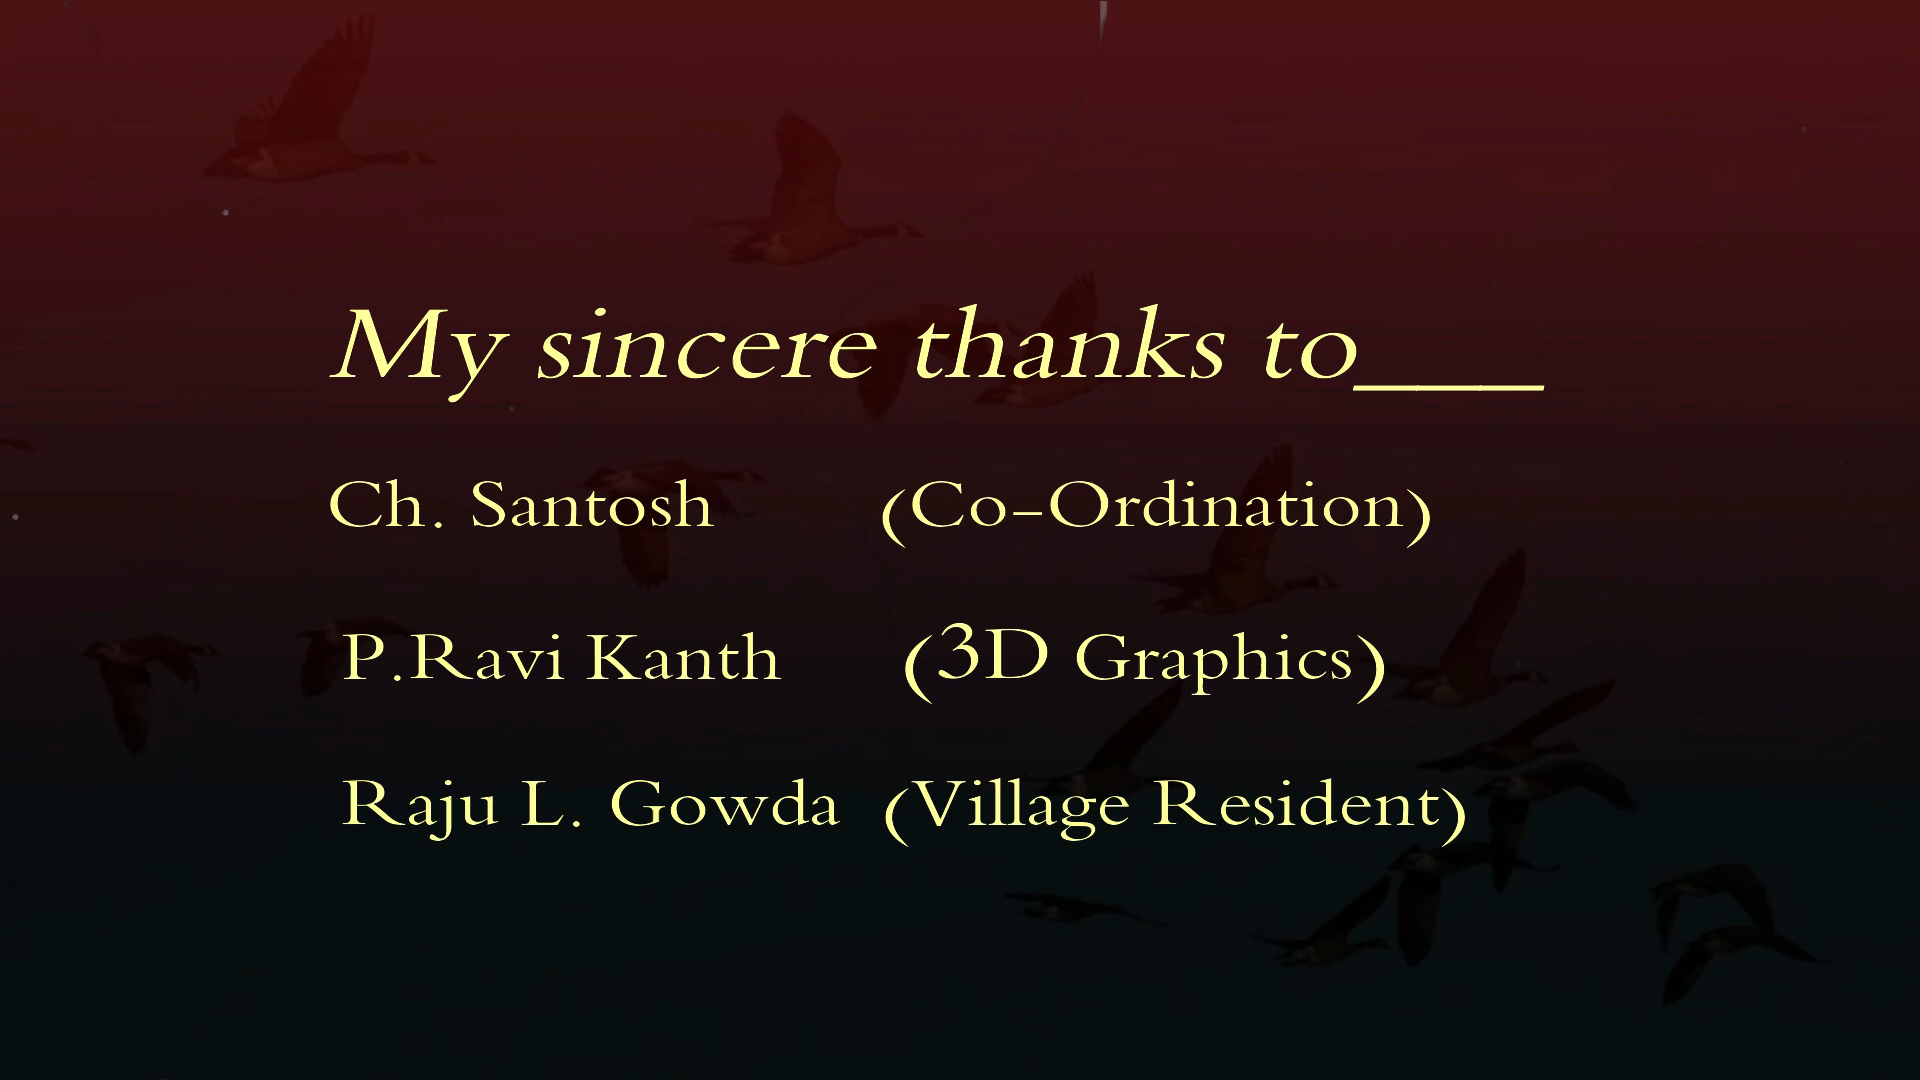 My sincere thanks to___
Ch. Santosh (Co-Ordination)
P.Ravi Kanth (3D Graphics)
Raju L. Gowda (Village Resident)